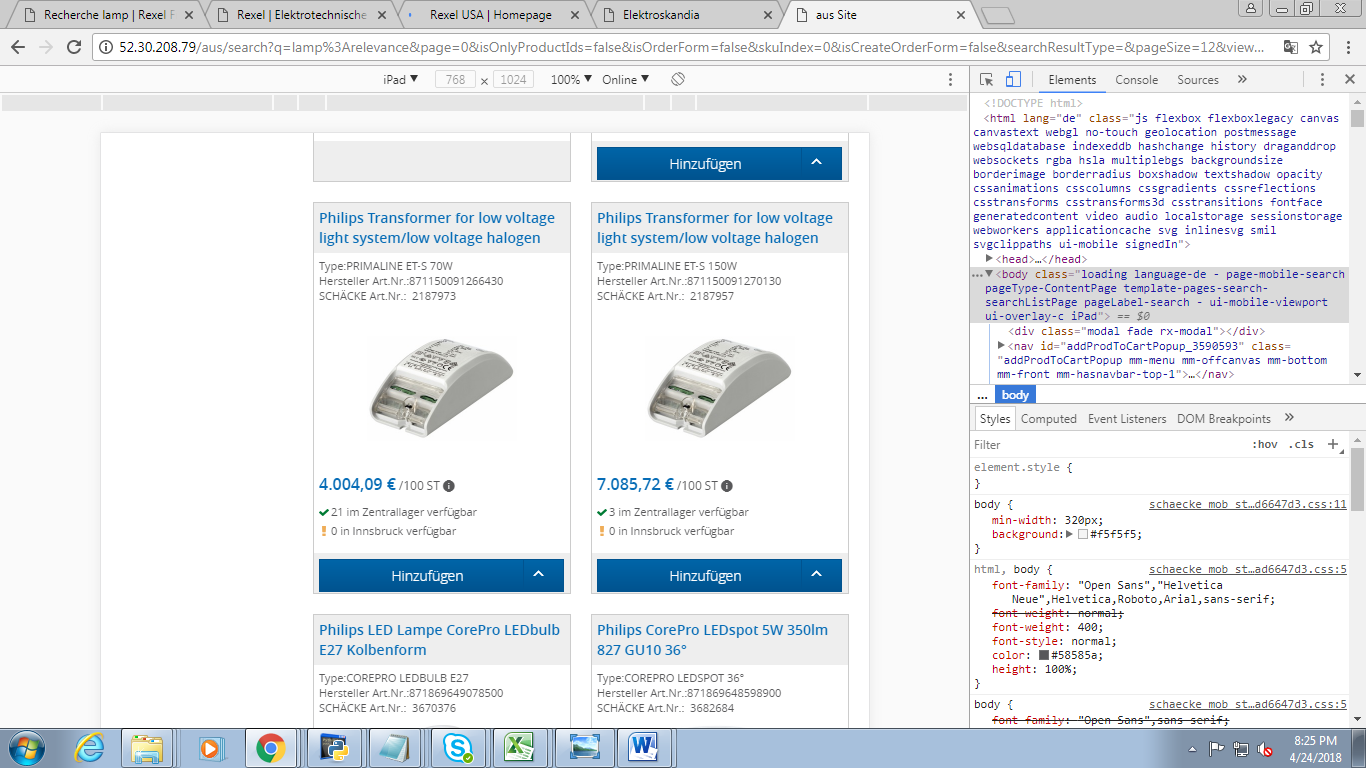 Recherche lamp | Rexel F
Rexel | Elektrotechnische
Rexel USA | Homepage
Elektroskandia
aus Site
52.30.208.79/aus/search?q=lamp%3Arelevance&page=0&isOnlyProductIds=false&isOrderForm=false&skuIndex=0&isCreateOrderForm=false&searchResultType=&pageSize=12&view...
iPad ▼ 768 × 1024 100% ▼ Online ▼
Elements Console Sources »
Hinzufügen
Philips Transformer for low voltage
light system/low voltage halogen
Type:PRIMALINE ET-S 70W
Hersteller Art.Nr.:871150091266430
SCHÄCKE Art.Nr.: 2187973
4.004,09 € /100 ST
21 im Zentrallager verfügbar
0 in Innsbruck verfügbar
Hinzufügen
Philips Transformer for low voltage
light system/low voltage halogen
Type:PRIMALINE ET-S 150W
Hersteller Art.Nr.:871150091270130
SCHÄCKE Art.Nr.: 2187957
7.085,72 € /100 ST
3 im Zentrallager verfügbar
0 in Innsbruck verfügbar
Hinzufügen
Philips LED Lampe CorePro LEDbulb
E27 Kolbenform
Type:COREPRO LEDBULB E27
Hersteller Art.Nr.:871869649078500
SCHÄCKE Art.Nr.: 3670376
Philips CorePro LEDspot 5W 350lm
827 GU10 36°
Type:COREPRO LEDSPOT 36°
Hersteller Art.Nr.:871869648598900
SCHÄCKE Art.Nr.: 3682684
<!DOCTYPE html>
<html lang="de" class="js flexbox flexboxlegacy canvas
canvastext webgl no-touch geolocation postmessage
websqldatabase indexeddb hashchange history draganddrop
websockets rgba hsla multiplebgs backgroundsize
borderimage borderradius boxshadow textshadow opacity
cssanimations csscolumns cssgradients cssreflections
csstransforms csstransforms3d csstransitions fontface
generatedcontent video audio localstorage sessionstorage
webworkers applicationcache svg inlinesvg smil
svgclippaths ui-mobile signedIn">
▶<head>…</head>
…▼<body class="loading language-de - page-mobile-search
pageType-ContentPage template-pages-search-
searchListPage pageLabel-search - ui-mobile-viewport
ui-overlay-c iPad"> == $0
<div class="modal fade rx-modal"></div>
▶<nav id="addProdToCartPopup_3590593" class=
"addProdToCartPopup mm-menu mm-offcanvas mm-bottom
mm-front mm-hasnavbar-top-1">…</nav>
... body
Styles Computed Event Listeners DOM Breakpoints »
Filter :hov .cls +
element.style {
}
body { schaecke_mob_st…d6647d3.css:11
min-width: 320px;
background:▶ #f5f5f5;
}
html, body { schaecke_mob_st…ad6647d3.css:5
font-family: "Open Sans","Helvetica
Neue",Helvetica,Roboto,Arial,sans-serif;
font-weight: normal;
font-weight: 400;
font-style: normal;
color: #58585a;
height: 100%;
}
body { schaecke_mob_st…ad6647d3.css:5
font-family: "Open Sans",sans-serif;
8:25 PM
4/24/2018